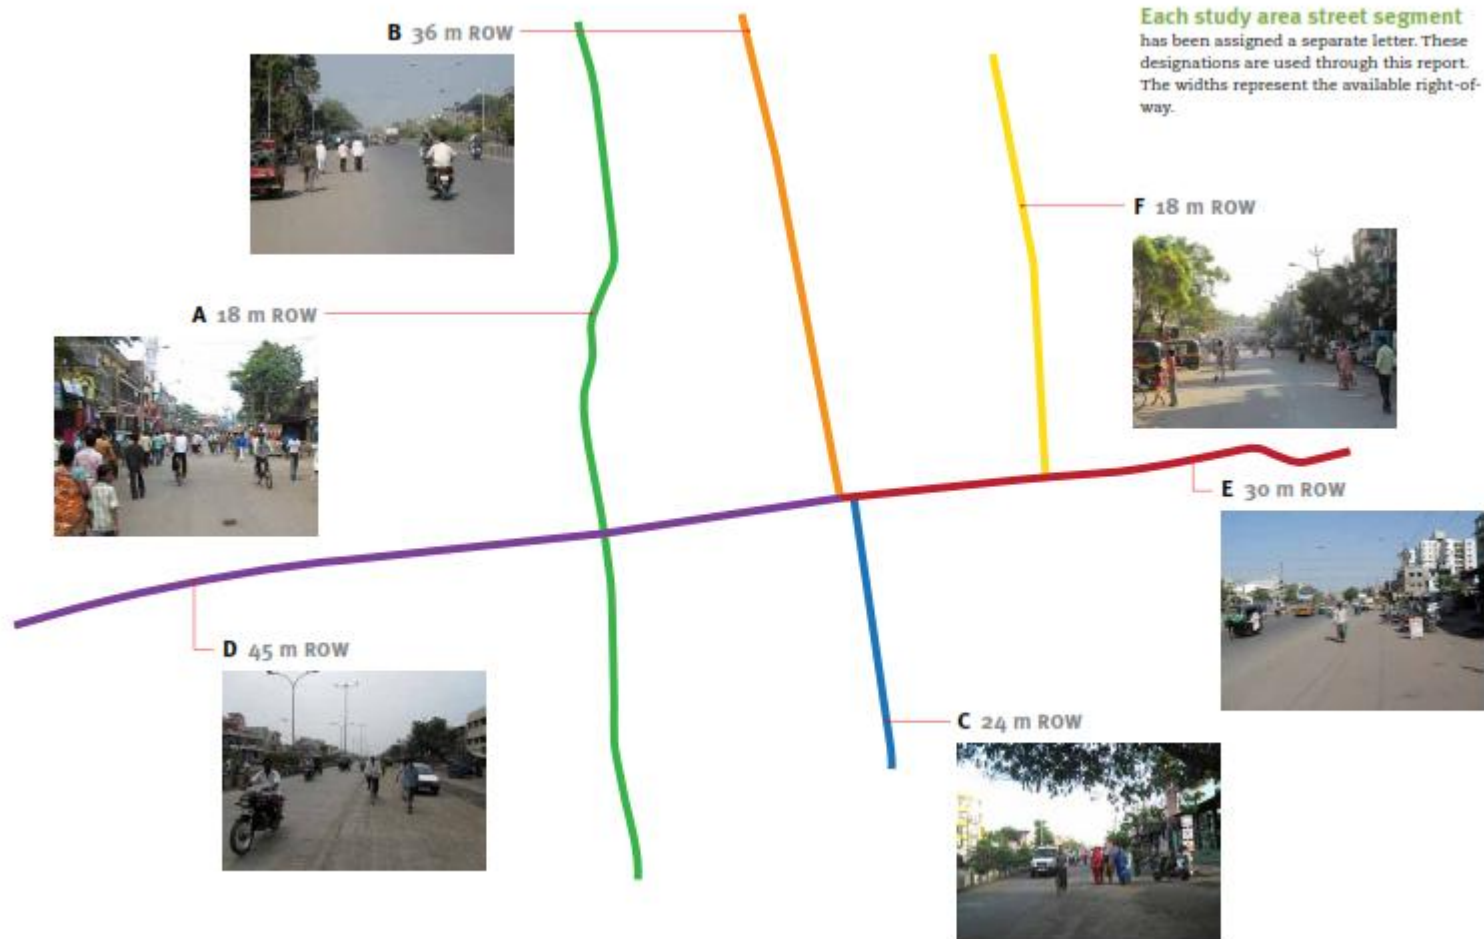 Each study area street segment
has been assigned a separate letter. These
designations are used through this report.
The widths represent the available right-of-
way.
B 36 m ROW
F 18 m ROW
A 18 m ROW
E 30 m ROW
D 45 m ROW
C 24 m ROW